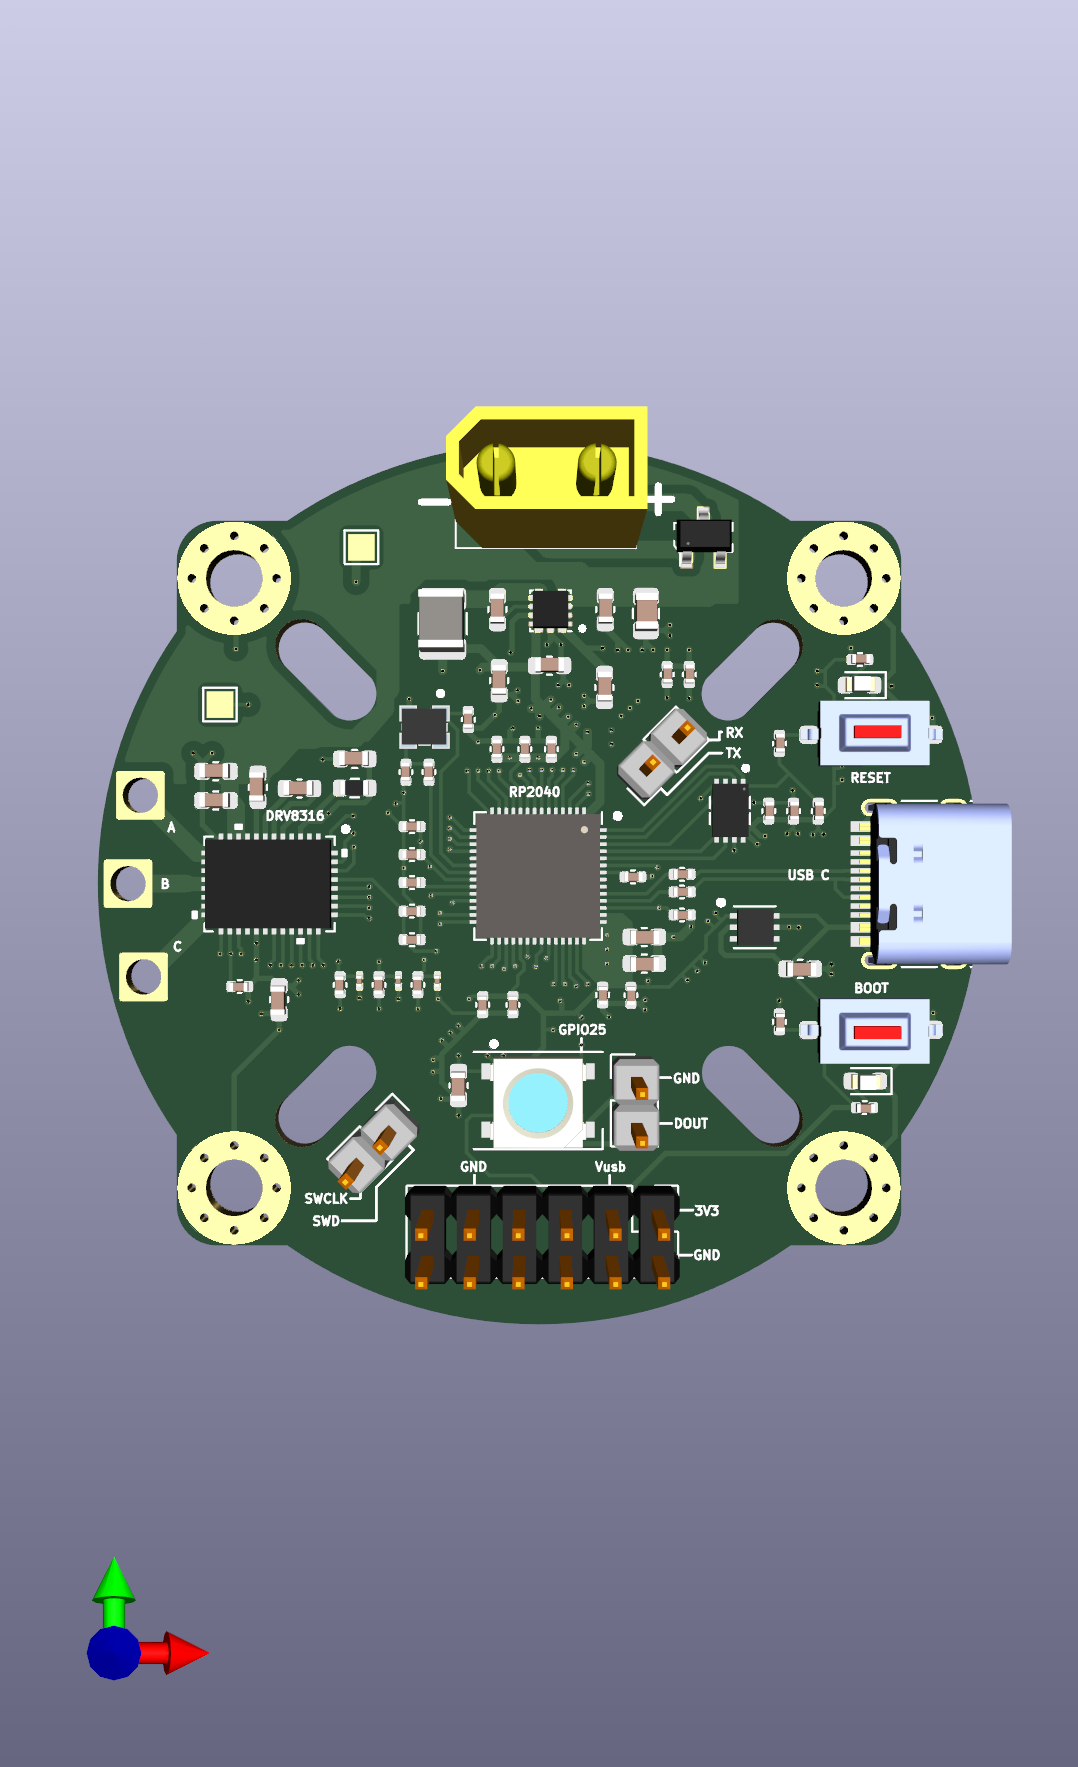 − +
RX
TX
RESET
RP2040
DRV8316
A
B
USB C
C
BOOT
GPIO25
GND
DOUT
GND
Vusb
SWCLK
SWD
3V3
GND